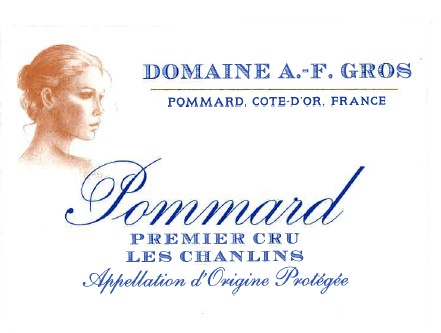 DOMAINE A.-F. GROS
POMMARD, COTE-D'OR, FRANCE
Pommard
PREMIER CRU
LES CHANLINS
Appellation d'Origine Protégée